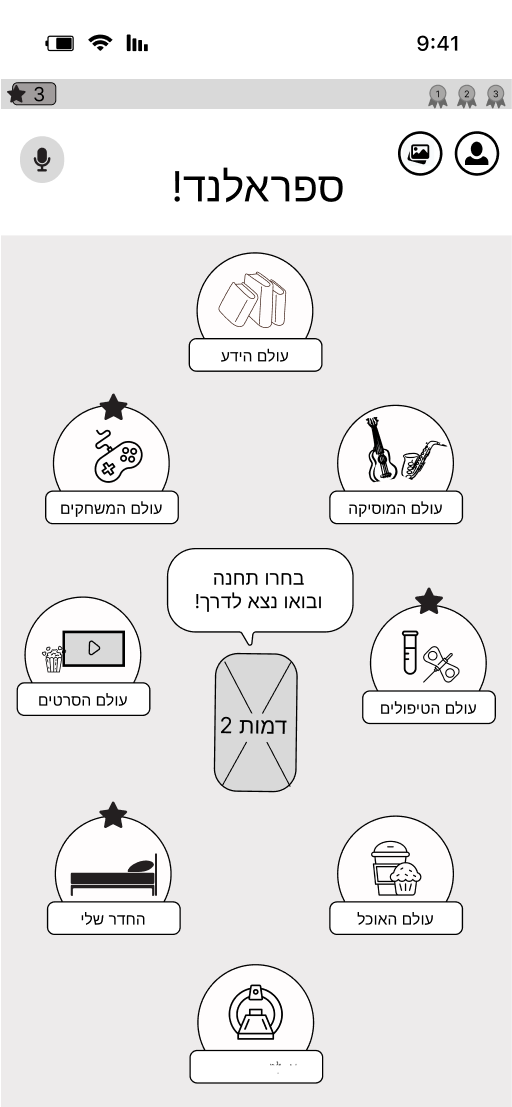 9:41
3
1 2 3
ספראלנד!
עולם הידע
עולם המוסיקה
עולם המשחקים
בחרו תחנה
ובואו נצא לדרך!
עולם הטיפולים
עולם הסרטים
דמות 2
עולם האוכל
החדר שלי